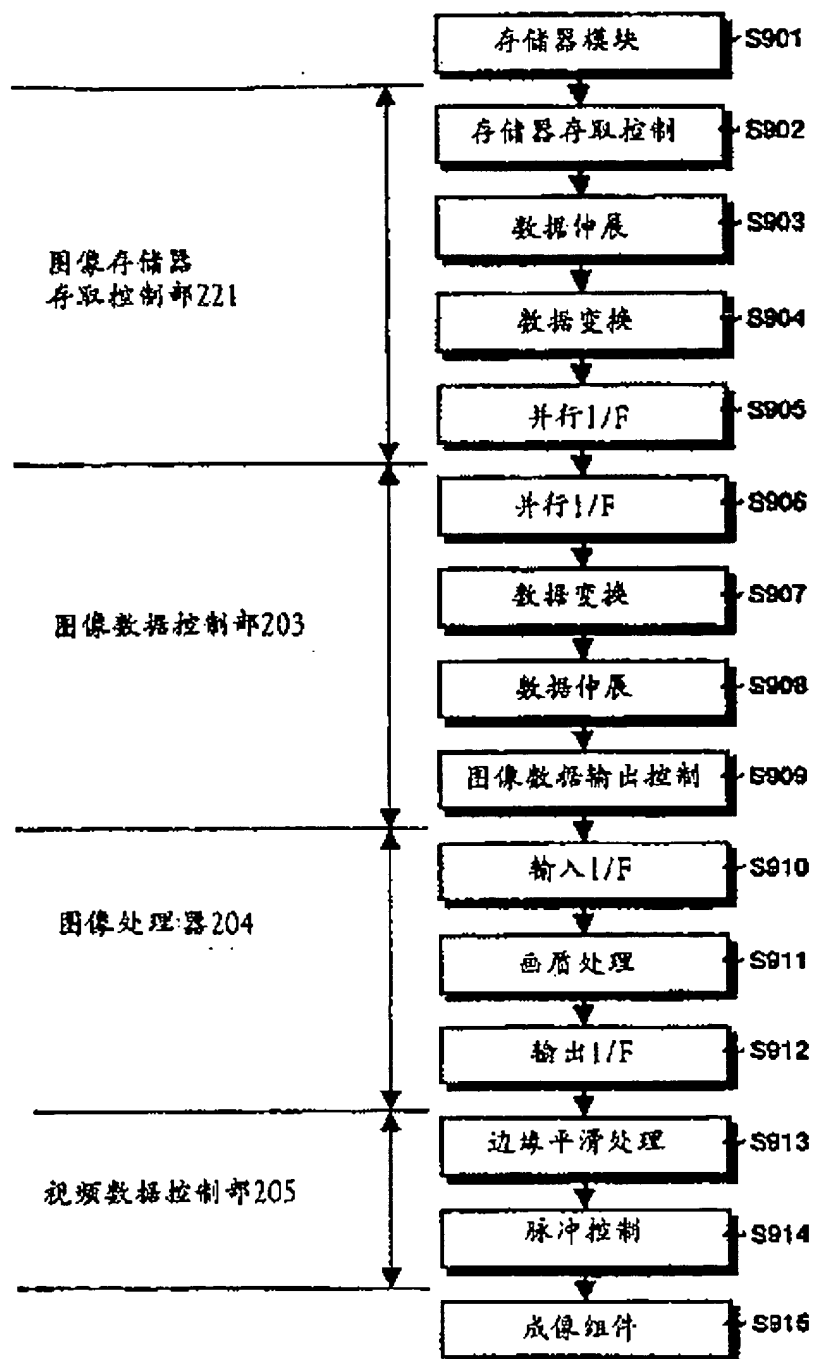 存储器模块 S901
存储器存取控制 S902
数据伸展 S903
图像存储器
存取控制部221
数据变换 S904
并行I/F S905
并行I/F S906
数据变换 S907
图像数据控制部203
数据伸展 S908
图像数据输出控制 S909
输入I/F S910
图像处理器204
画质处理 S911
输出I/F S912
边缘平滑处理 S913
视频数据控制部205
脉冲控制 S914
成像组件 S915